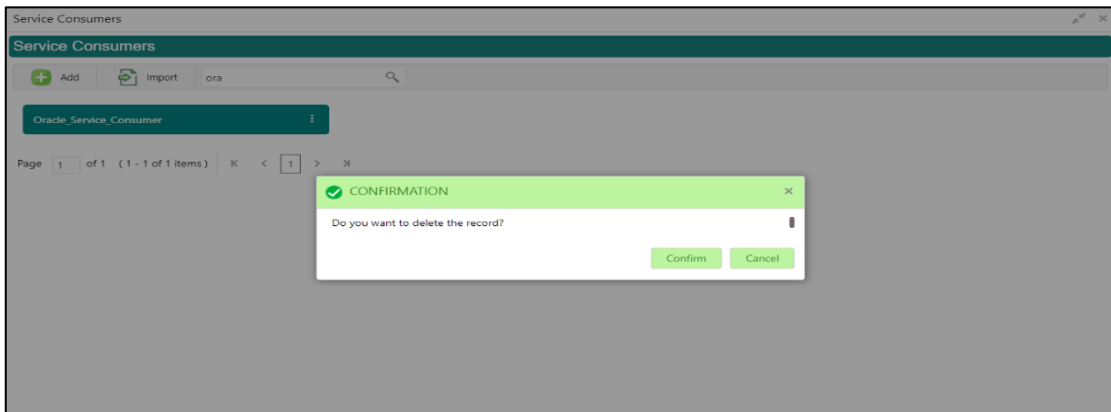 Service Consumers
Service Consumers
Add Import ora
Oracle_Service_Consumer
Page 1 of 1 ( 1 - 1 of 1 items ) 1
CONFIRMATION
Do you want to delete the record?
Confirm Cancel